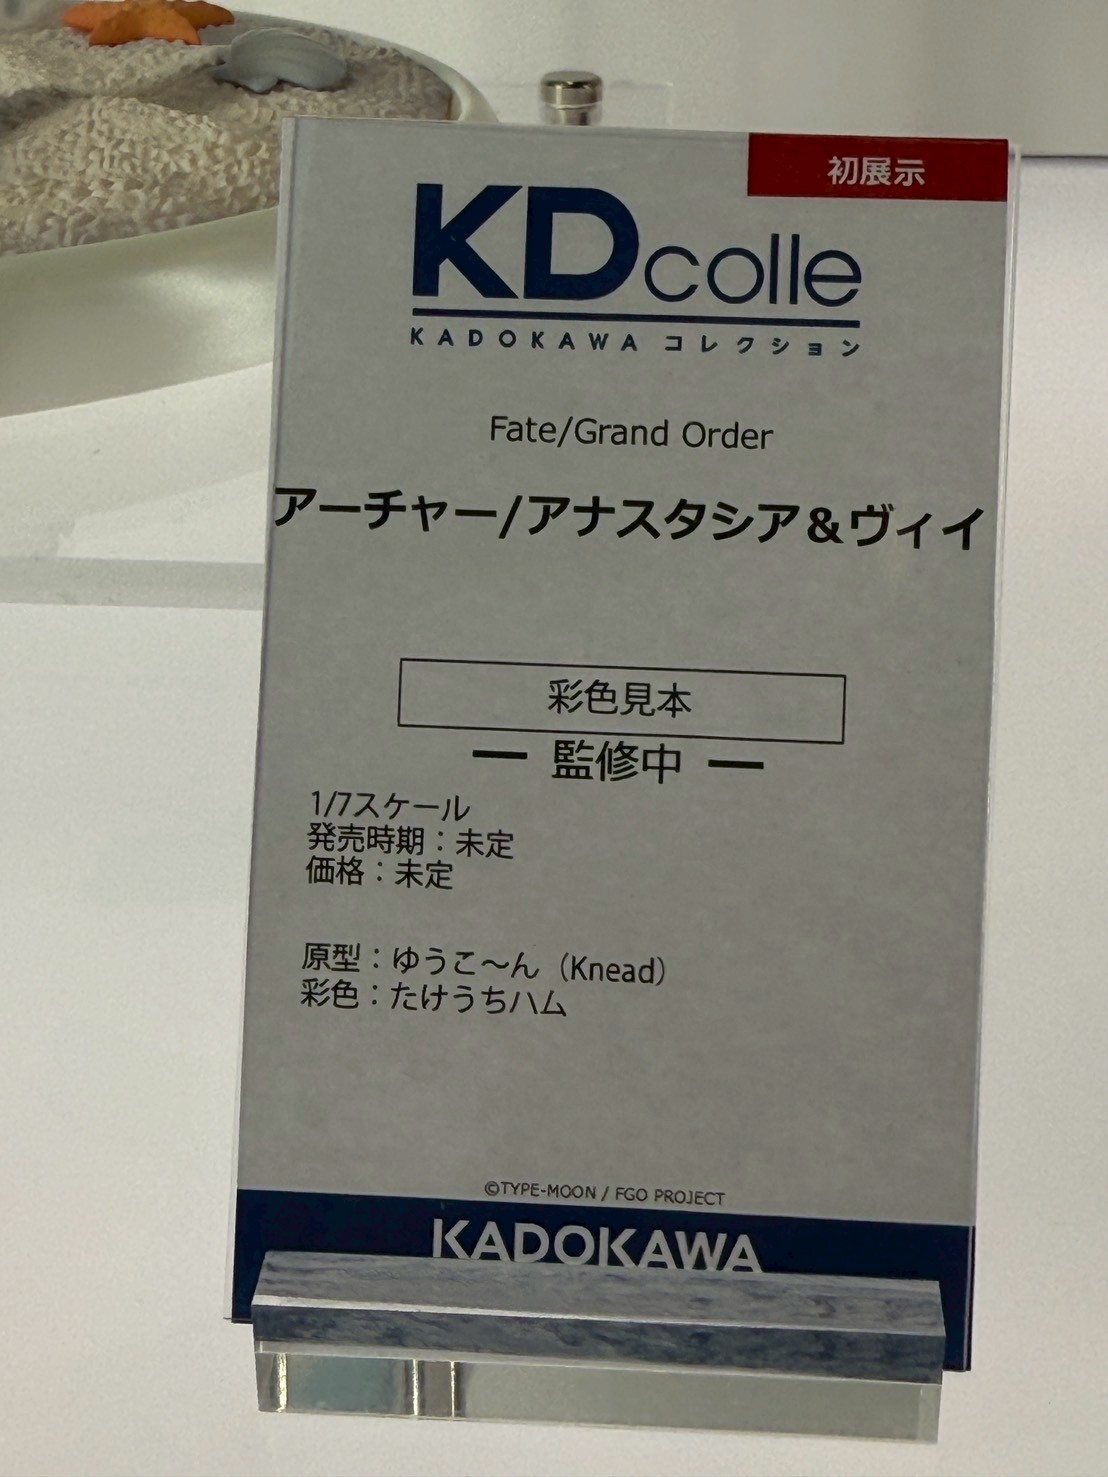 初展示
KDcolle
KADOKAWA コレクション
Fate/Grand Order
アーチャー/アナスタシア＆ヴィイ
彩色見本
― 監修中 ―
1/7スケール
発売時期：未定
価格：未定
原型：ゆうこ～ん（Knead）
彩色：たけうちハム
©TYPE-MOON / FGO PROJECT
KADOKAWA